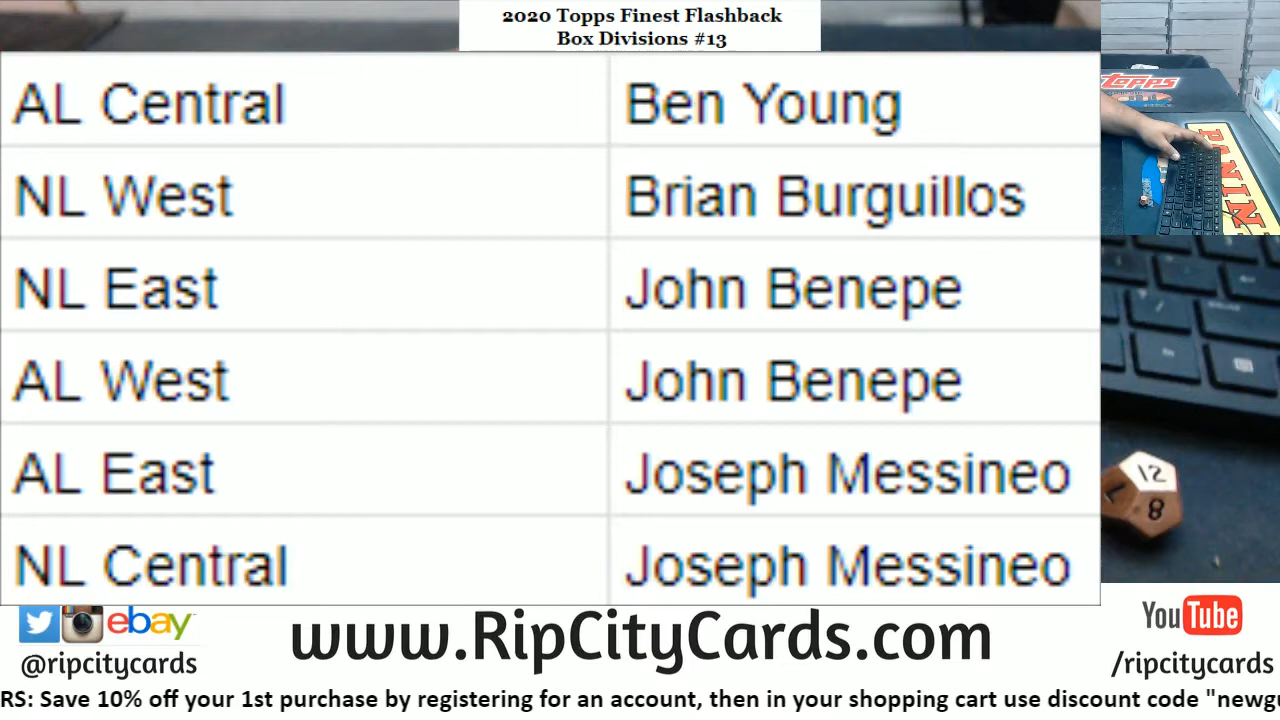 2020 Topps Finest Flashback
Box Divisions #13
AL Central Ben Young
NL West Brian Burguillos
NL East John Benepe
AL West John Benepe
AL East Joseph Messineo
NL Central Joseph Messineo
TOPPS
PANINI
12
8
ebay
@ripcitycards
www.RipCityCards.com
YouTube
/ripcitycards
RS: Save 10% off your 1st purchase by registering for an account, then in your shopping cart use discount code "newgu